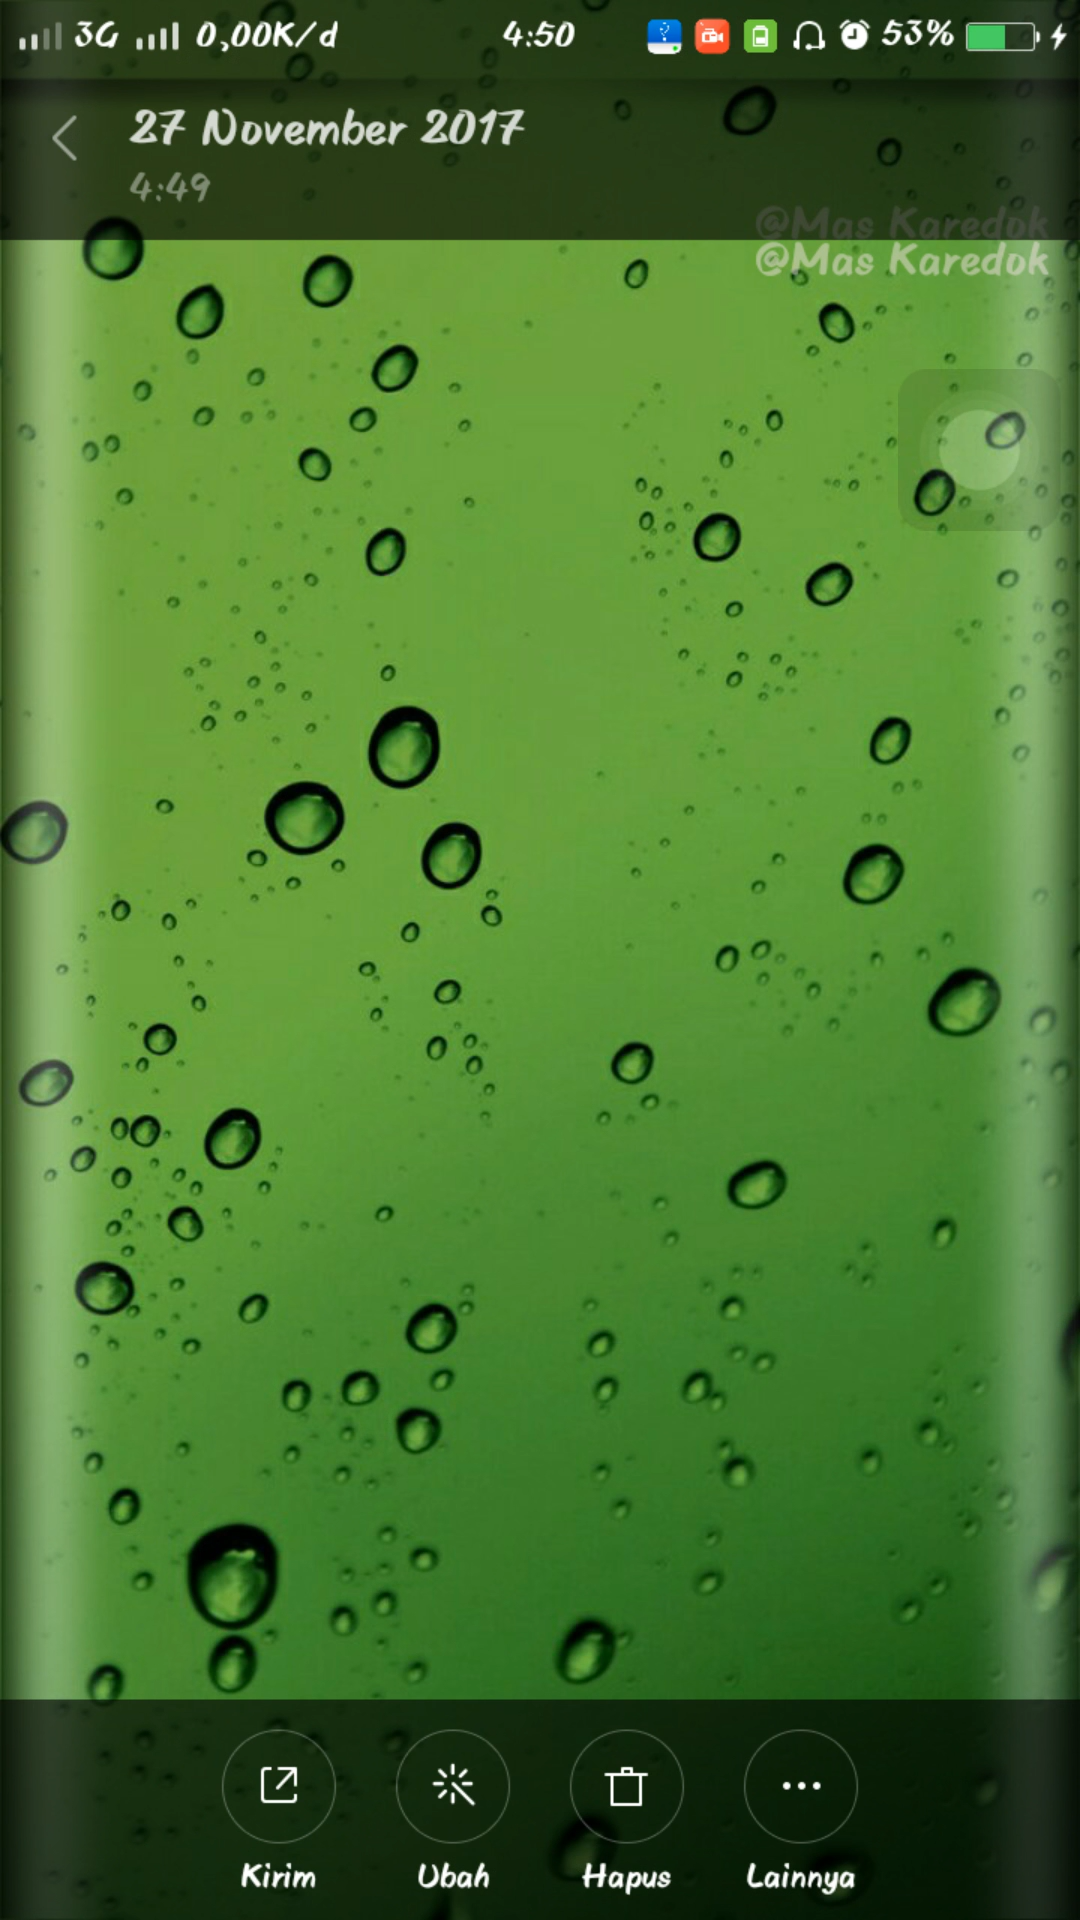 3G 0,00K/d 4:50 53%
27 November 2017
4:49
@Mas Karedok
@Mas Karedok
Kirim Ubah Hapus Lainnya